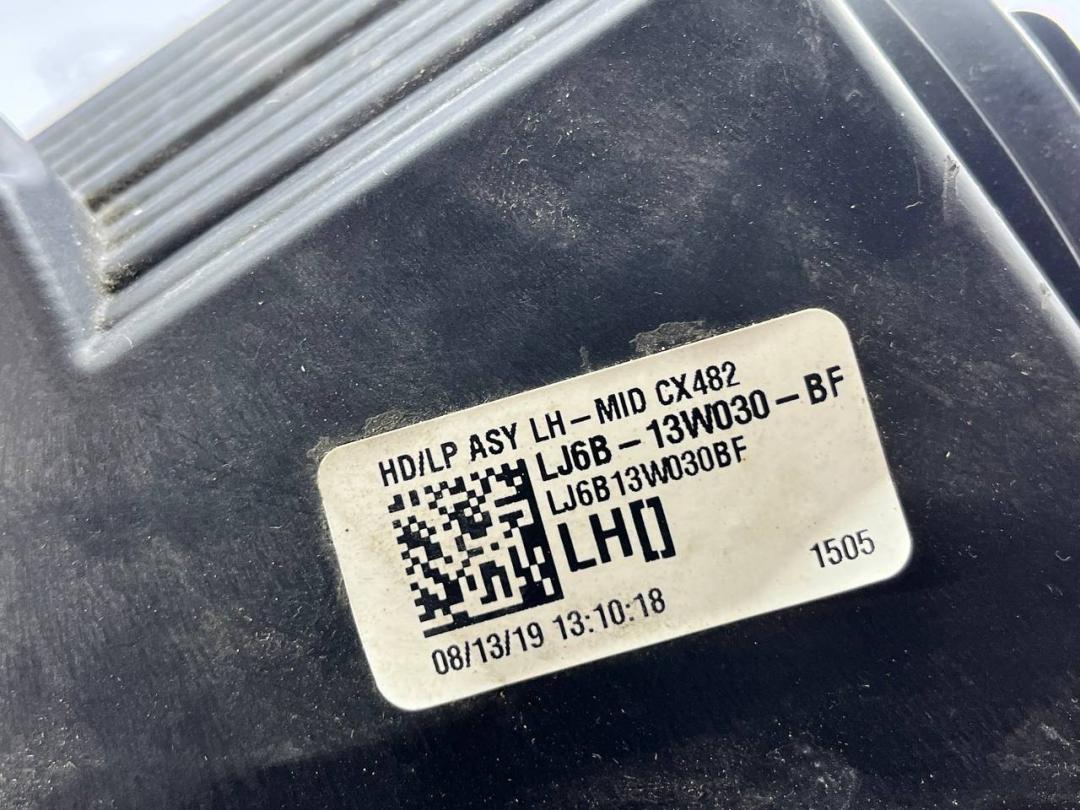 HD/LP ASY LH-MID CX482
LJ6B-13W030-BF
LJ6B13W030BF
LH[]
1505
08/13/19 13:10:18